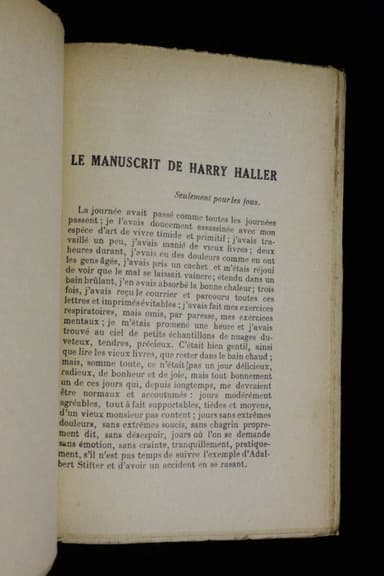 LE MANUSCRIT DE HARRY HALLER
Seulement pour les fous.
La journée avait passé comme toutes les journées
passent ; je l'avais doucement assassinée avec mon
espèce d'art de vivre timide et primitif ; j'avais tra-
vaillé un peu, j'avais manié de vieux livres ; deux
heures durant, j'avais eu des douleurs comme en ont
les gens âgés, j'avais pris un cachet et m'étais réjoui
de voir que le mal se laissait vaincre ; étendu dans un
bain brûlant, j'en avais absorbé la bonne chaleur ; trois
fois, j'avais reçu le courrier et parcouru toutes ces
lettres et imprimés évitables ; j'avais fait mes exercices
respiratoires, mais omis, par paresse, mes exercices
mentaux ; je m'étais promené une heure et j'avais
trouvé au ciel de petits échantillons de nuages du-
veteux, tendres, précieux. C'était bien gentil, ainsi
que lire les vieux livres, que rester dans le bain chaud ;
mais, somme toute, ce n'était pas un jour délicieux,
radieux, de bonheur et de joie, mais tout bonnement
un de ces jours qui, depuis longtemps, me devraient
être normaux et accoutumés : jours modérément
agréables, tout à fait supportables, tièdes et moyens,
d'un vieux monsieur pas content ; jours sans extrêmes
douleurs, sans extrêmes soucis, sans chagrin propre-
ment dit, sans désespoir, jours où l'on se demande
sans émotion, sans crainte, tranquillement, pratique-
ment, s'il n'est pas temps de suivre l'exemple d'Adal-
bert Stifter et d'avoir un accident en se rasant.